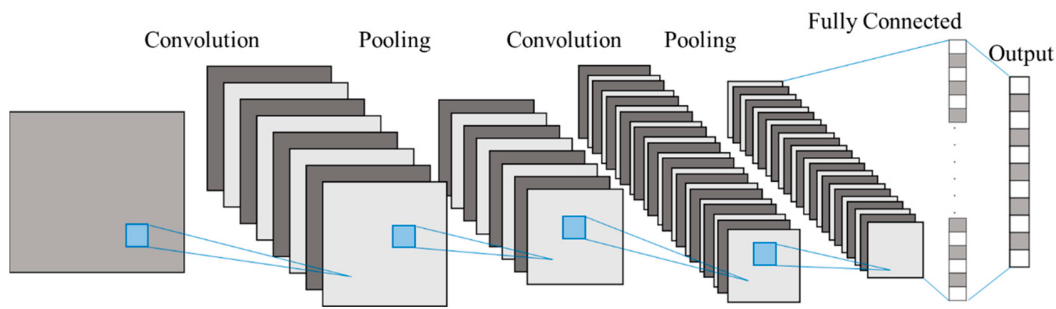 Convolution
Pooling
Convolution
Pooling
Fully Connected
Output